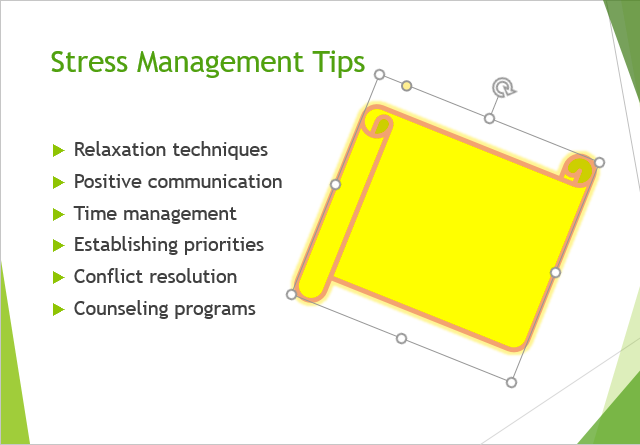 Stress Management Tips
Relaxation techniques
Positive communication
Time management
Establishing priorities
Conflict resolution
Counseling programs